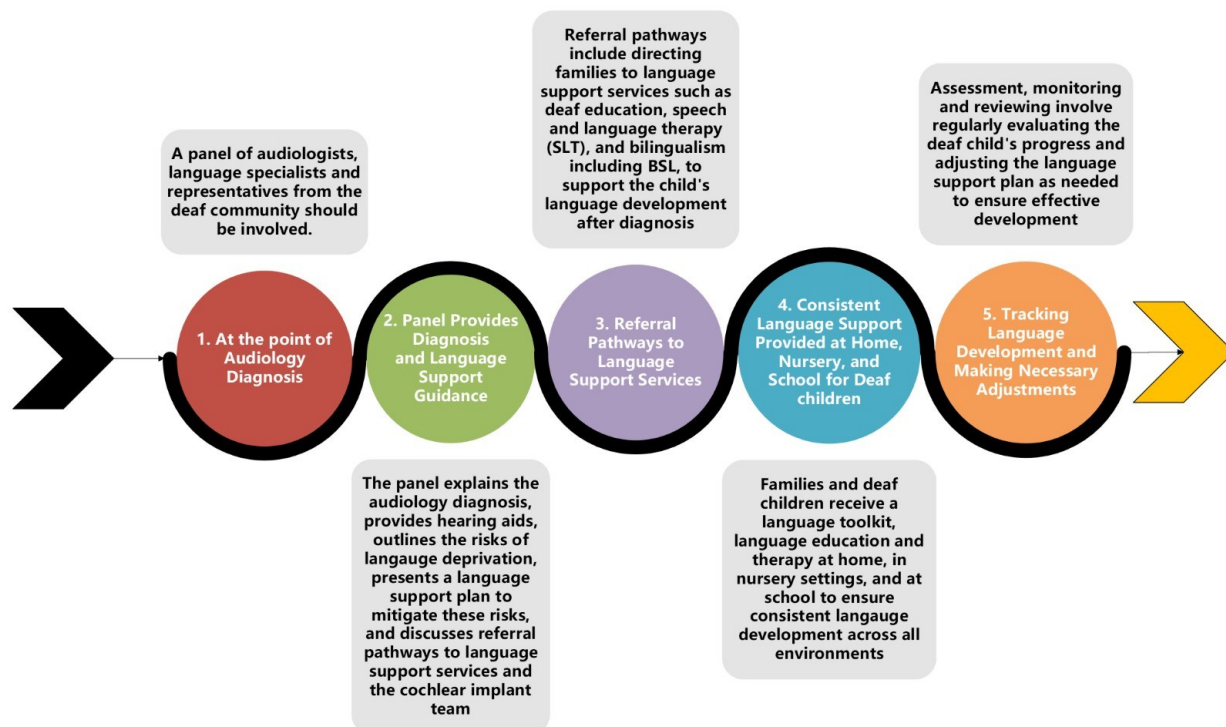 A panel of audiologists,
language specialists and
representatives from the
deaf community should
be involved.
1. At the point of
Audiology
Diagnosis
2. Panel Provides
Diagnosis
and Language
Support
Guidance
The panel explains the
audiology diagnosis,
provides hearing aids,
outlines the risks of
langauge deprivation,
presents a language
support plan to
mitigate these risks,
and discusses referral
pathways to language
support services and
the cochlear implant
team
Referral pathways
include directing
families to language
support services such as
deaf education, speech
and language therapy
(SLT), and bilingualism
including BSL, to
support the child's
language development
after diagnosis
3. Referral
Pathways to
Language
Support Services
4. Consistent
Language Support
Provided at Home,
Nursery, and
School for Deaf
children
Families and deaf
children receive a
language toolkit,
language education and
therapy at home, in
nursery settings, and at
school to ensure
consistent langauge
development across all
environments
Assessment, monitoring
and reviewing involve
regularly evaluating the
deaf child's progress and
adjusting the language
support plan as needed
to ensure effective
development
5. Tracking
Language
Development and
Making Necessary
Adjustments